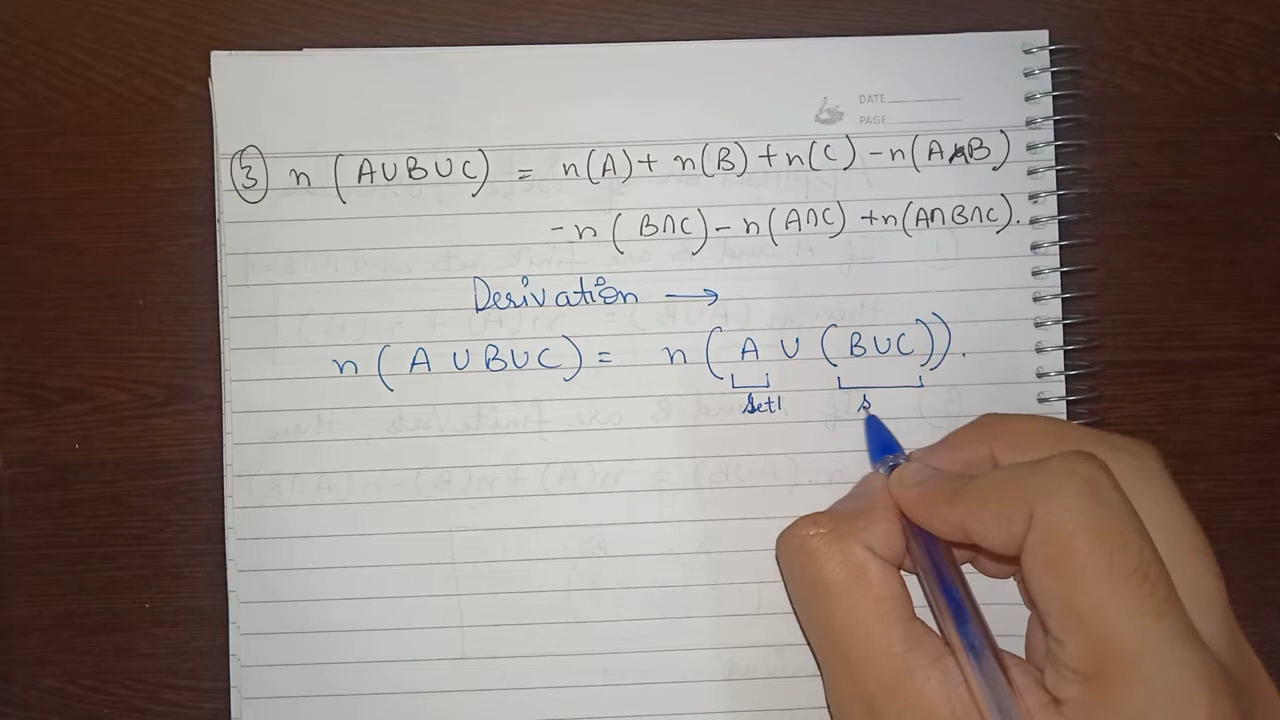 DATE
PAGE
③ n (A∪B∪C) = n(A) + n(B) + n(C) - n(A∩B)
- n (B∩C) - n(A∩C) + n(A∩B∩C).
Derivation →
n (A ∪ B∪C) = n (A ∪ (B∪C)).
Set1 s